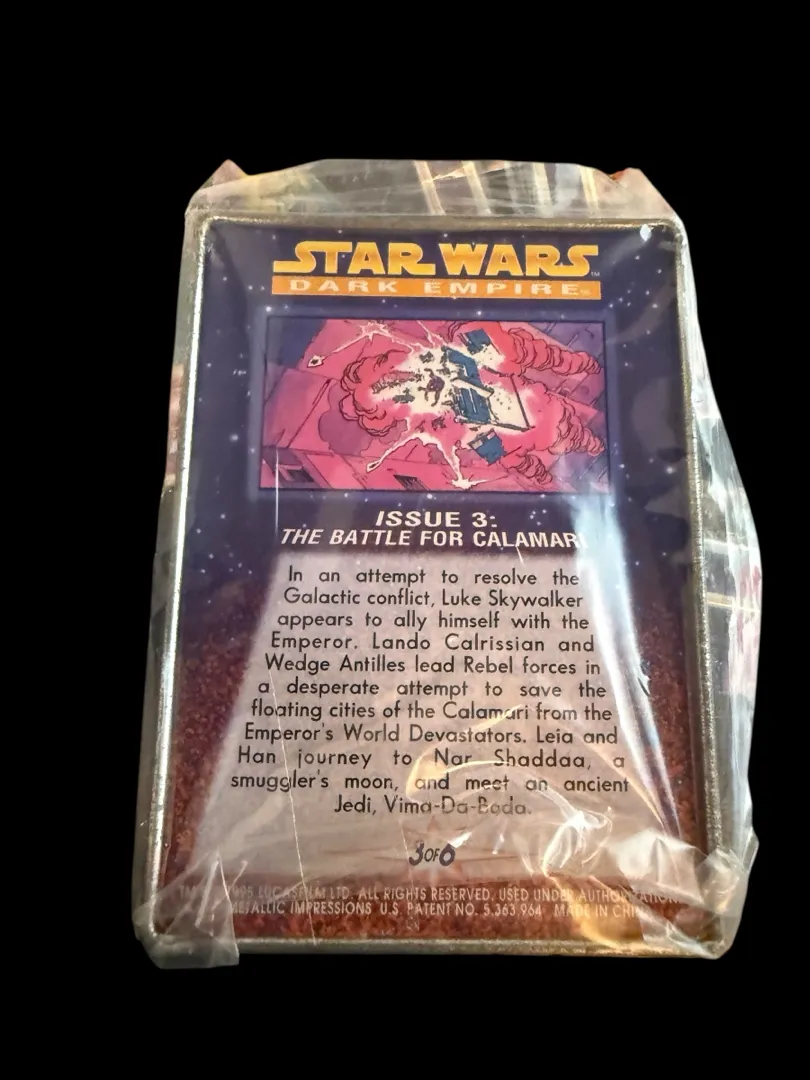 STAR WARS™
DARK EMPIRE
ISSUE 3:
THE BATTLE FOR CALAMARI
In an attempt to resolve the
Galactic conflict, Luke Skywalker
appears to ally himself with the
Emperor. Lando Calrissian and
Wedge Antilles lead Rebel forces in
a desperate attempt to save the
floating cities of the Calamari from the
Emperor's World Devastators. Leia and
Han journey to Nar Shaddaa, a
smuggler's moon, and meet an ancient
Jedi, Vima-Da-Boda.
3 OF 6
LUCASFILM LTD. ALL RIGHTS RESERVED. USED UNDER AUTHORIZATION.
METALLIC IMPRESSIONS U.S. PATENT NO. 5,363,964 MADE IN CHINA